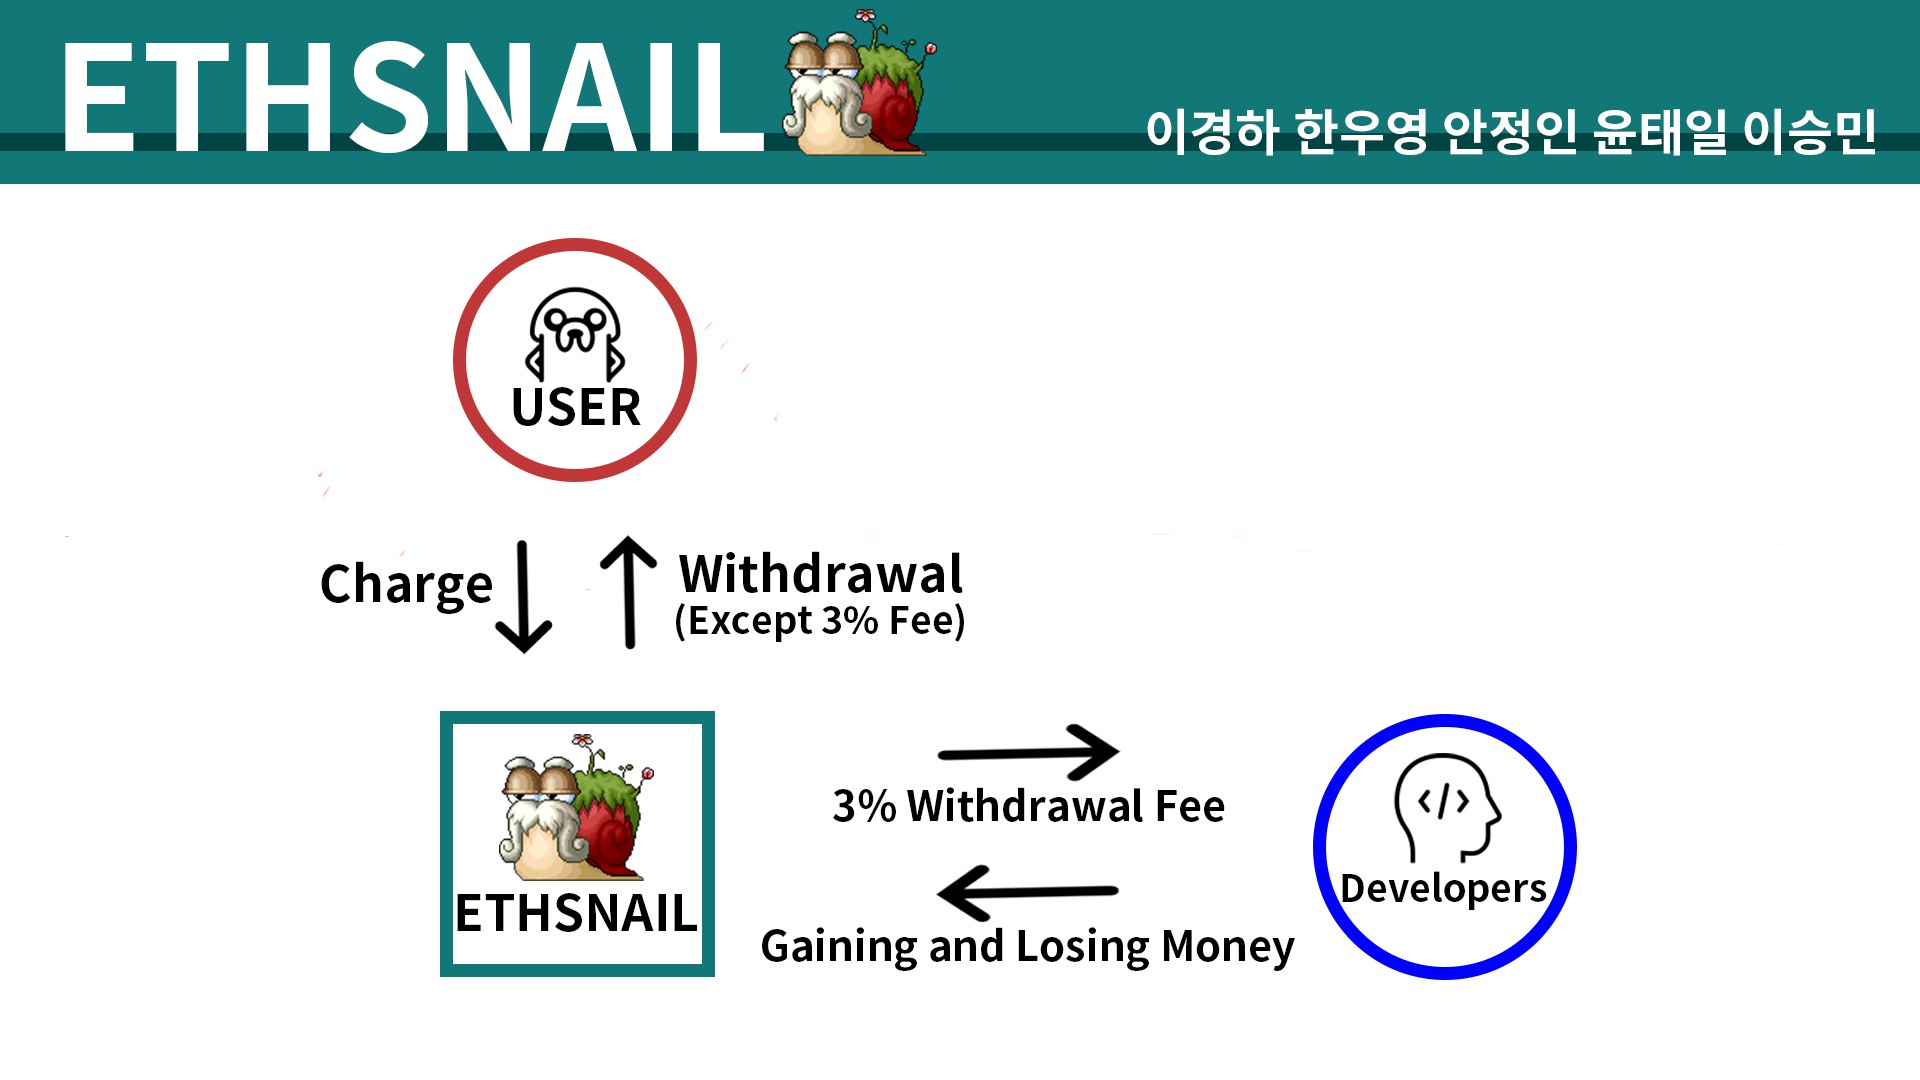 ETHSNAIL
이경하 한우영 안정인 윤태일 이승민
USER
Charge
Withdrawal
(Except 3% Fee)
ETHSNAIL
3% Withdrawal Fee
Gaining and Losing Money
</>
Developers